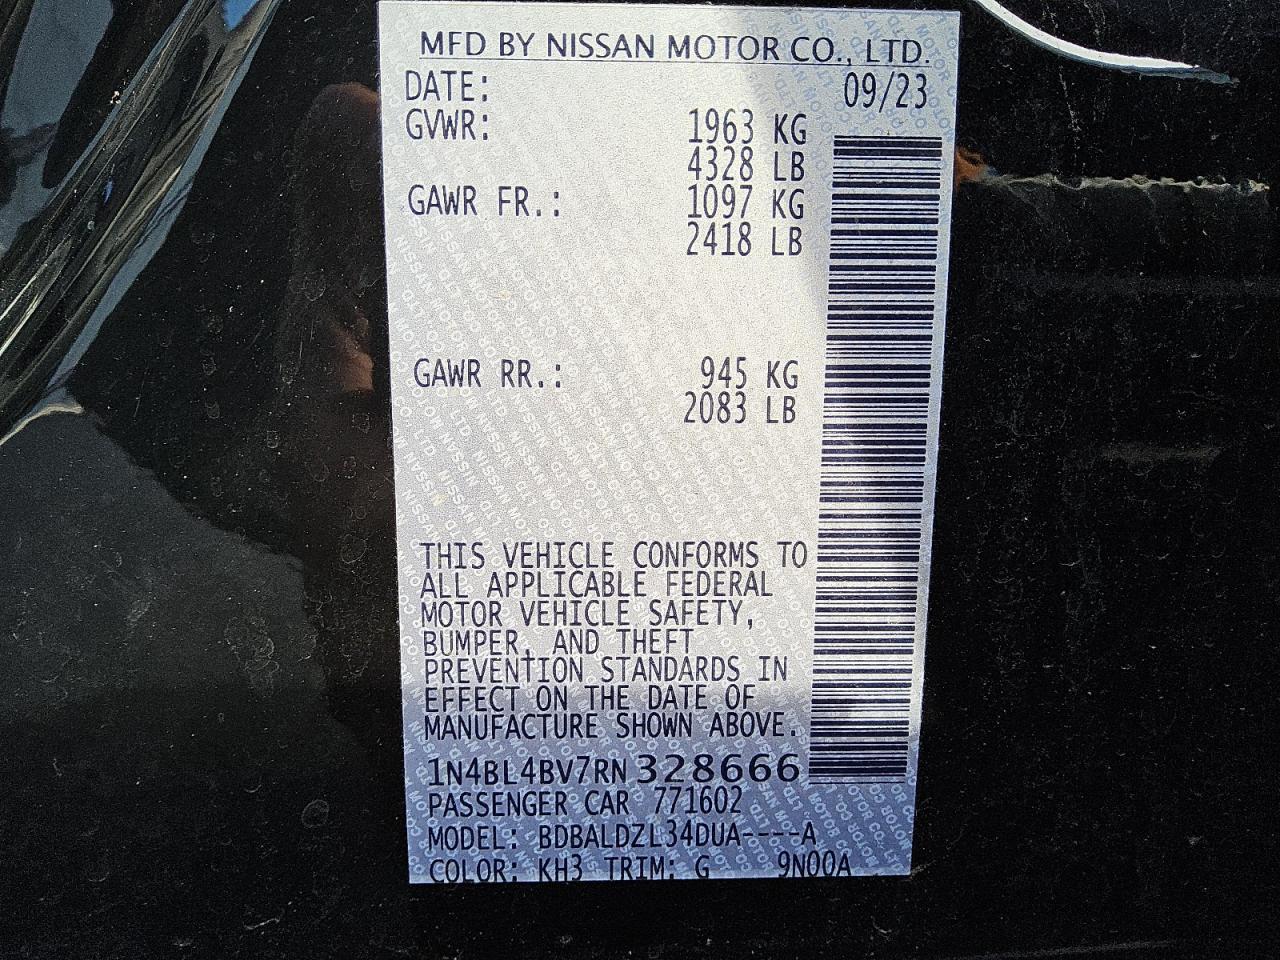 MFD BY NISSAN MOTOR CO., LTD.
DATE: 09/23
GVWR: 1963 KG
4328 LB
GAWR FR.: 1097 KG
2418 LB
GAWR RR.: 945 KG
2083 LB
THIS VEHICLE CONFORMS TO
ALL APPLICABLE FEDERAL
MOTOR VEHICLE SAFETY,
BUMPER, AND THEFT
PREVENTION STANDARDS IN
EFFECT ON THE DATE OF
MANUFACTURE SHOWN ABOVE.
1N4BL4BV7RN328666
PASSENGER CAR 771602
MODEL: BDBALDZL34DUA----A
COLOR: KH3 TRIM: G 9N00A